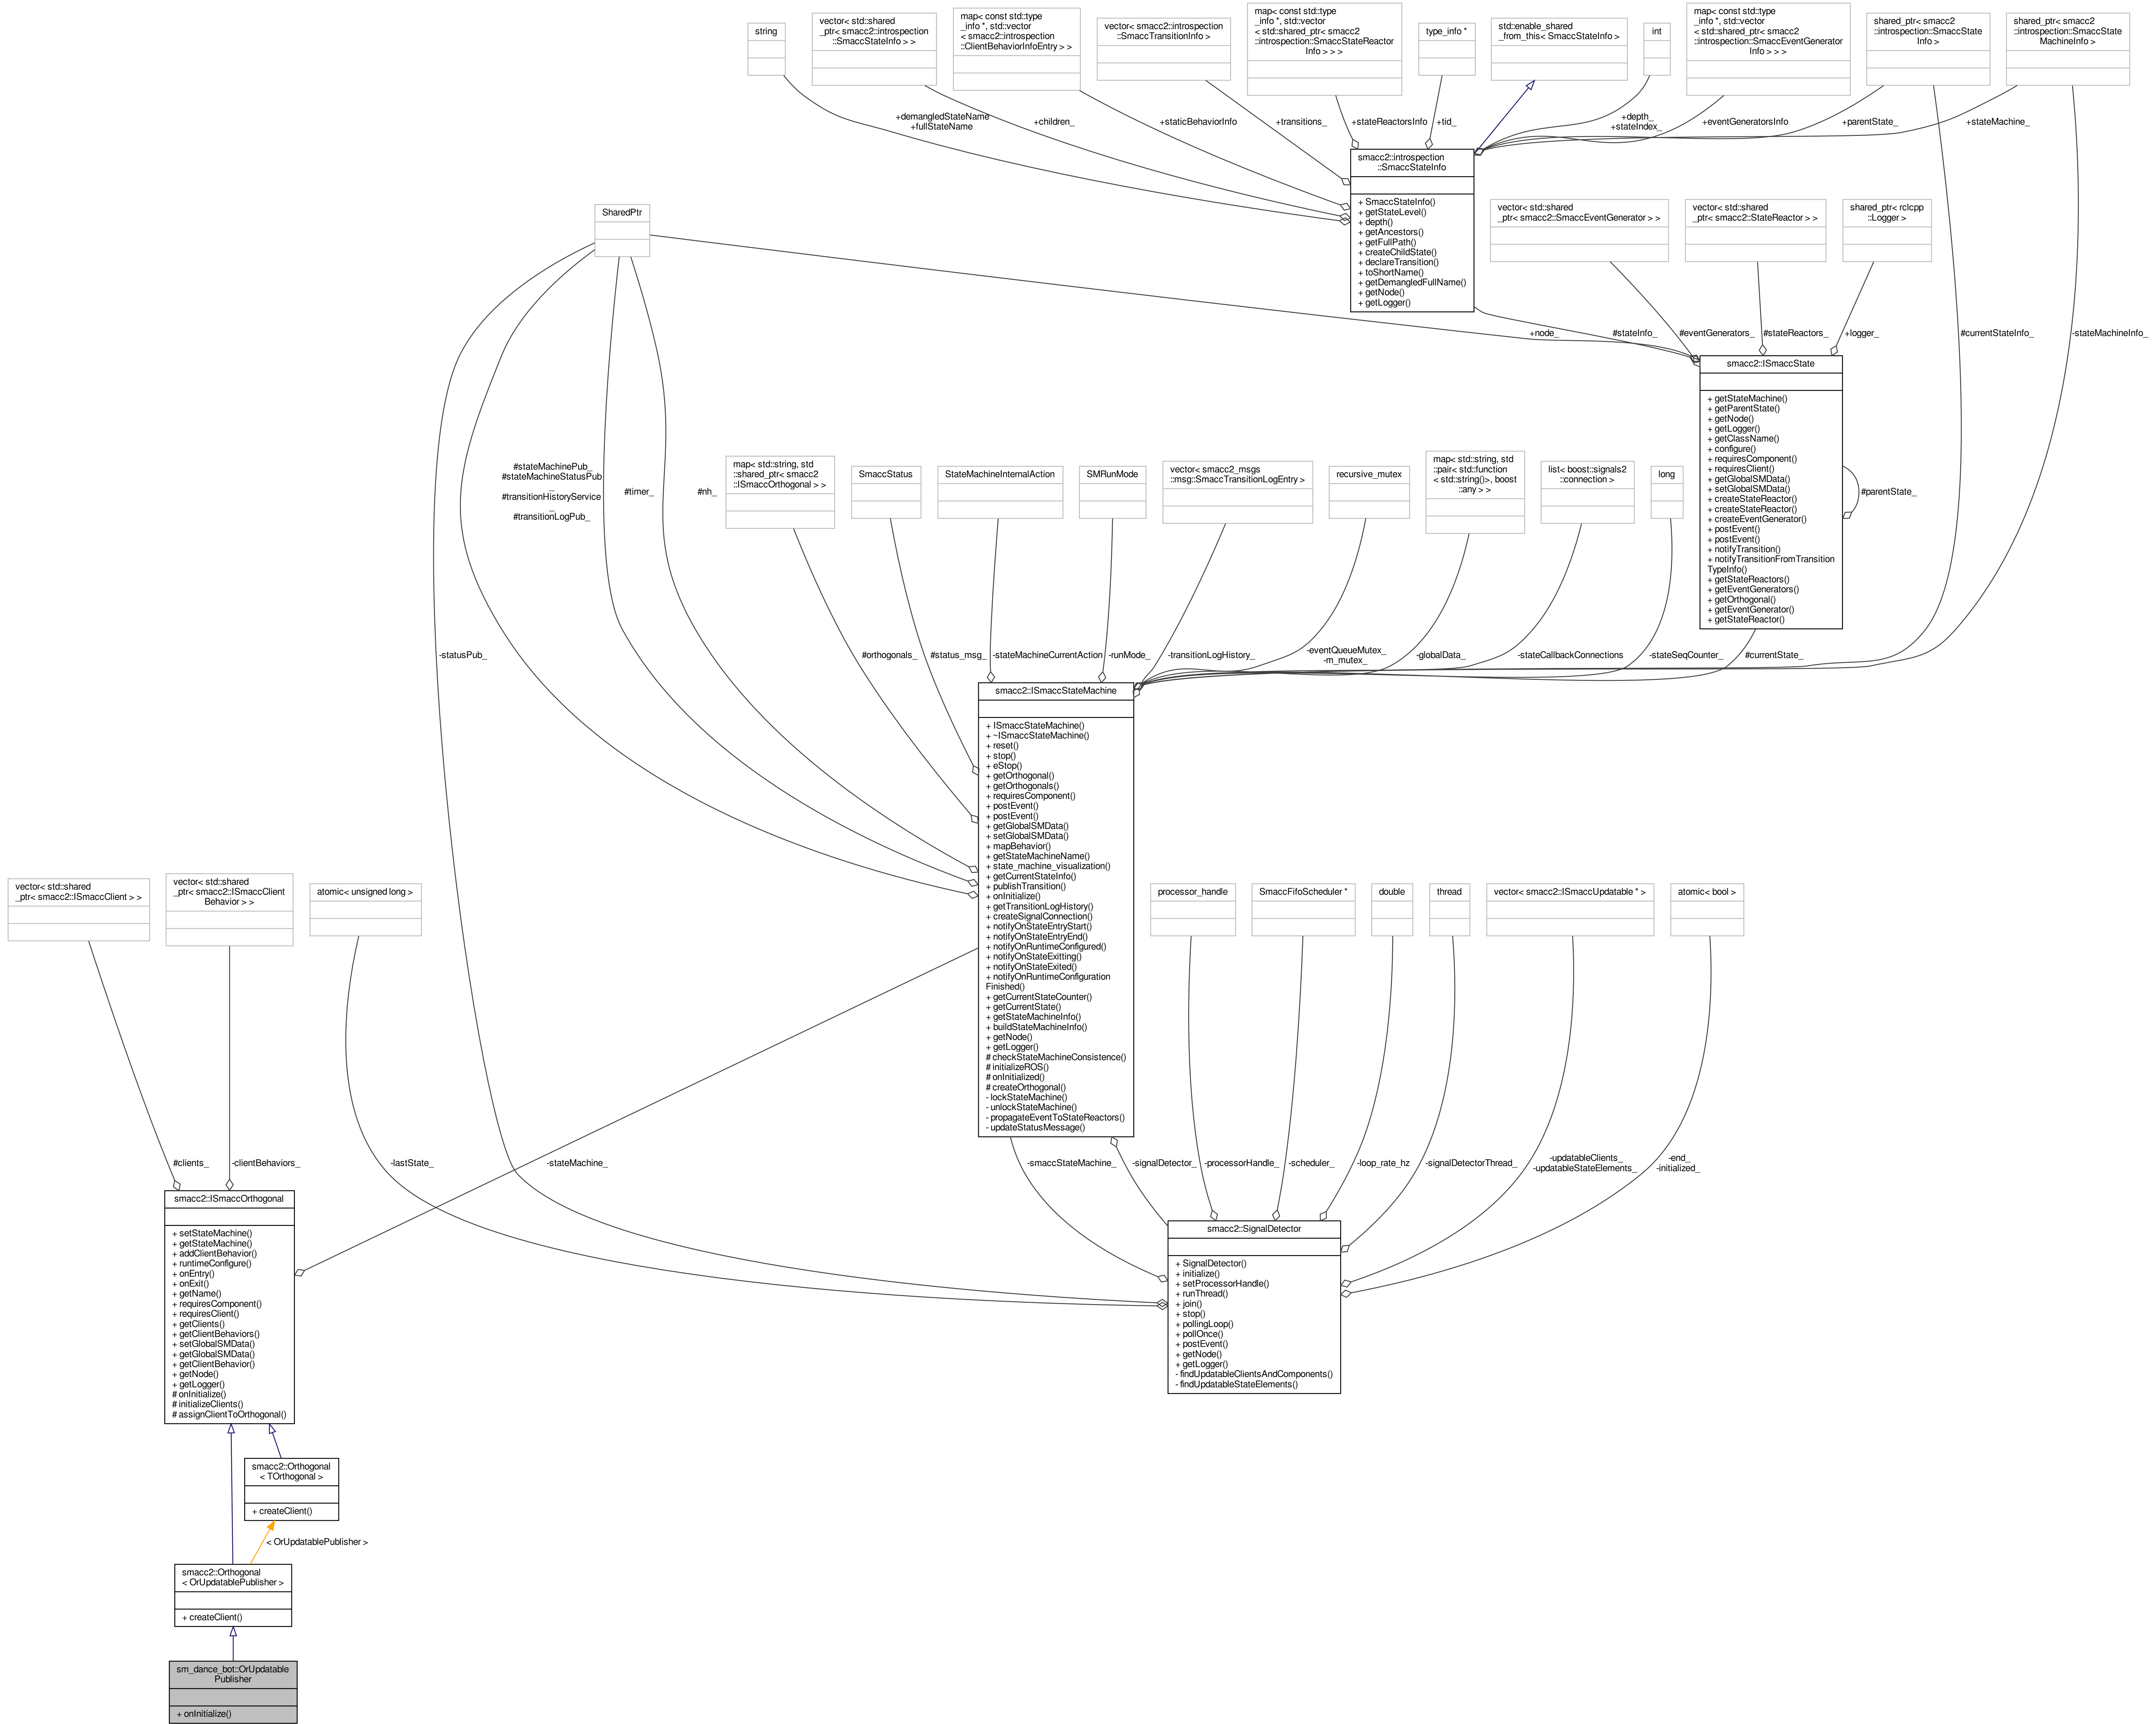 string
vector< std::shared
_ptr< smacc2::introspection
::SmaccStateInfo > >
map< const std::type
_info *, std::vector
< smacc2::introspection
::ClientBehaviorInfoEntry > >
vector< smacc2::introspection
::SmaccTransitionInfo >
map< const std::type
_info *, std::vector
< std::shared_ptr< smacc2
::introspection::SmaccStateReactor
Info > > >
type_info *
std::enable_shared
_from_this< SmaccStateInfo >
int
map< const std::type
_info *, std::vector
< std::shared_ptr< smacc2
::introspection::SmaccEventGenerator
Info > > >
shared_ptr< smacc2
::introspection::SmaccState
Info >
shared_ptr< smacc2
::introspection::SmaccState
MachineInfo >
+demangledStateName
+fullStateName
+children_
+staticBehaviorInfo
+transitions_
+stateReactorsInfo
+tid_
+depth_
+stateIndex_
+eventGeneratorsInfo
+parentState_
+stateMachine_
smacc2::introspection
::SmaccStateInfo
+ SmaccStateInfo()
+ getStateLevel()
+ depth()
+ getAncestors()
+ getFullPath()
+ createChildState()
+ declareTransition()
+ toShortName()
+ getDemangledFullName()
+ getNode()
+ getLogger()
SharedPtr
vector< std::shared
_ptr< smacc2::SmaccEventGenerator > >
vector< std::shared
_ptr< smacc2::StateReactor > >
shared_ptr< rclcpp
::Logger >
+node_
#stateInfo_
#eventGenerators_
#stateReactors_
+logger_
#currentStateInfo_
-stateMachineInfo_
smacc2::ISmaccState
+ getStateMachine()
+ getParentState()
+ getNode()
+ getLogger()
+ getClassName()
+ configure()
+ requiresComponent()
+ requiresClient()
+ getGlobalSMData()
+ setGlobalSMData()
+ createStateReactor()
+ createStateReactor()
+ createEventGenerator()
+ postEvent()
+ postEvent()
+ notifyTransition()
+ notifyTransitionFromTransition
TypeInfo()
+ getStateReactors()
+ getEventGenerators()
+ getOrthogonal()
+ getEventGenerator()
+ getStateReactor()
#parentState_
#stateMachinePub_
#stateMachineStatusPub
_
#transitionHistoryService
_
#transitionLogPub_
#timer_
#nh_
map< std::string, std
::shared_ptr< smacc2
::ISmaccOrthogonal > >
SmaccStatus
StateMachineInternalAction
SMRunMode
vector< smacc2_msgs
::msg::SmaccTransitionLogEntry >
recursive_mutex
map< std::string, std
::pair< std::function
< std::string()>, boost
::any > >
list< boost::signals2
::connection >
long
-statusPub_
#orthogonals_
#status_msg_
-stateMachineCurrentAction
-runMode_
-transitionLogHistory_
-eventQueueMutex_
-m_mutex_
-globalData_
-stateCallbackConnections
-stateSeqCounter_
#currentState_
smacc2::ISmaccStateMachine
+ ISmaccStateMachine()
+ ~ISmaccStateMachine()
+ reset()
+ stop()
+ eStop()
+ getOrthogonal()
+ getOrthogonals()
+ requiresComponent()
+ postEvent()
+ postEvent()
+ getGlobalSMData()
+ setGlobalSMData()
+ mapBehavior()
+ getStateMachineName()
+ state_machine_visualization()
+ getCurrentStateInfo()
+ publishTransition()
+ onInitialize()
+ getTransitionLogHistory()
+ createSignalConnection()
+ notifyOnStateEntryStart()
+ notifyOnStateEntryEnd()
+ notifyOnRuntimeConfigured()
+ notifyOnStateExitting()
+ notifyOnStateExited()
+ notifyOnRuntimeConfiguration
Finished()
+ getCurrentStateCounter()
+ getCurrentState()
+ getStateMachineInfo()
+ buildStateMachineInfo()
+ getNode()
+ getLogger()
# checkStateMachineConsistence()
# initializeROS()
# onInitialized()
# createOrthogonal()
- lockStateMachine()
- unlockStateMachine()
- propagateEventToStateReactors()
- updateStatusMessage()
vector< std::shared
_ptr< smacc2::ISmaccClient > >
vector< std::shared
_ptr< smacc2::ISmaccClient
Behavior > >
atomic< unsigned long >
processor_handle
SmaccFifoScheduler *
double
thread
vector< smacc2::ISmaccUpdatable * >
atomic< bool >
#clients_
-clientBehaviors_
-lastState_
-stateMachine_
-smaccStateMachine_
-signalDetector_
-processorHandle_
-scheduler_
-loop_rate_hz
-signalDetectorThread_
-updatableClients_
-updatableStateElements_
-end_
-initialized_
smacc2::ISmaccOrthogonal
+ setStateMachine()
+ getStateMachine()
+ addClientBehavior()
+ runtimeConfigure()
+ onEntry()
+ onExit()
+ getName()
+ requiresComponent()
+ requiresClient()
+ getClients()
+ getClientBehaviors()
+ setGlobalSMData()
+ getGlobalSMData()
+ getClientBehavior()
+ getNode()
+ getLogger()
# onInitialize()
# initializeClients()
# assignClientToOrthogonal()
smacc2::SignalDetector
+ SignalDetector()
+ initialize()
+ setProcessorHandle()
+ runThread()
+ join()
+ stop()
+ pollingLoop()
+ pollOnce()
+ postEvent()
+ getNode()
+ getLogger()
- findUpdatableClientsAndComponents()
- findUpdatableStateElements()
smacc2::Orthogonal
< TOrthogonal >
+ createClient()
< OrUpdatablePublisher >
smacc2::Orthogonal
< OrUpdatablePublisher >
+ createClient()
sm_dance_bot::OrUpdatable
Publisher
+ onInitialize()